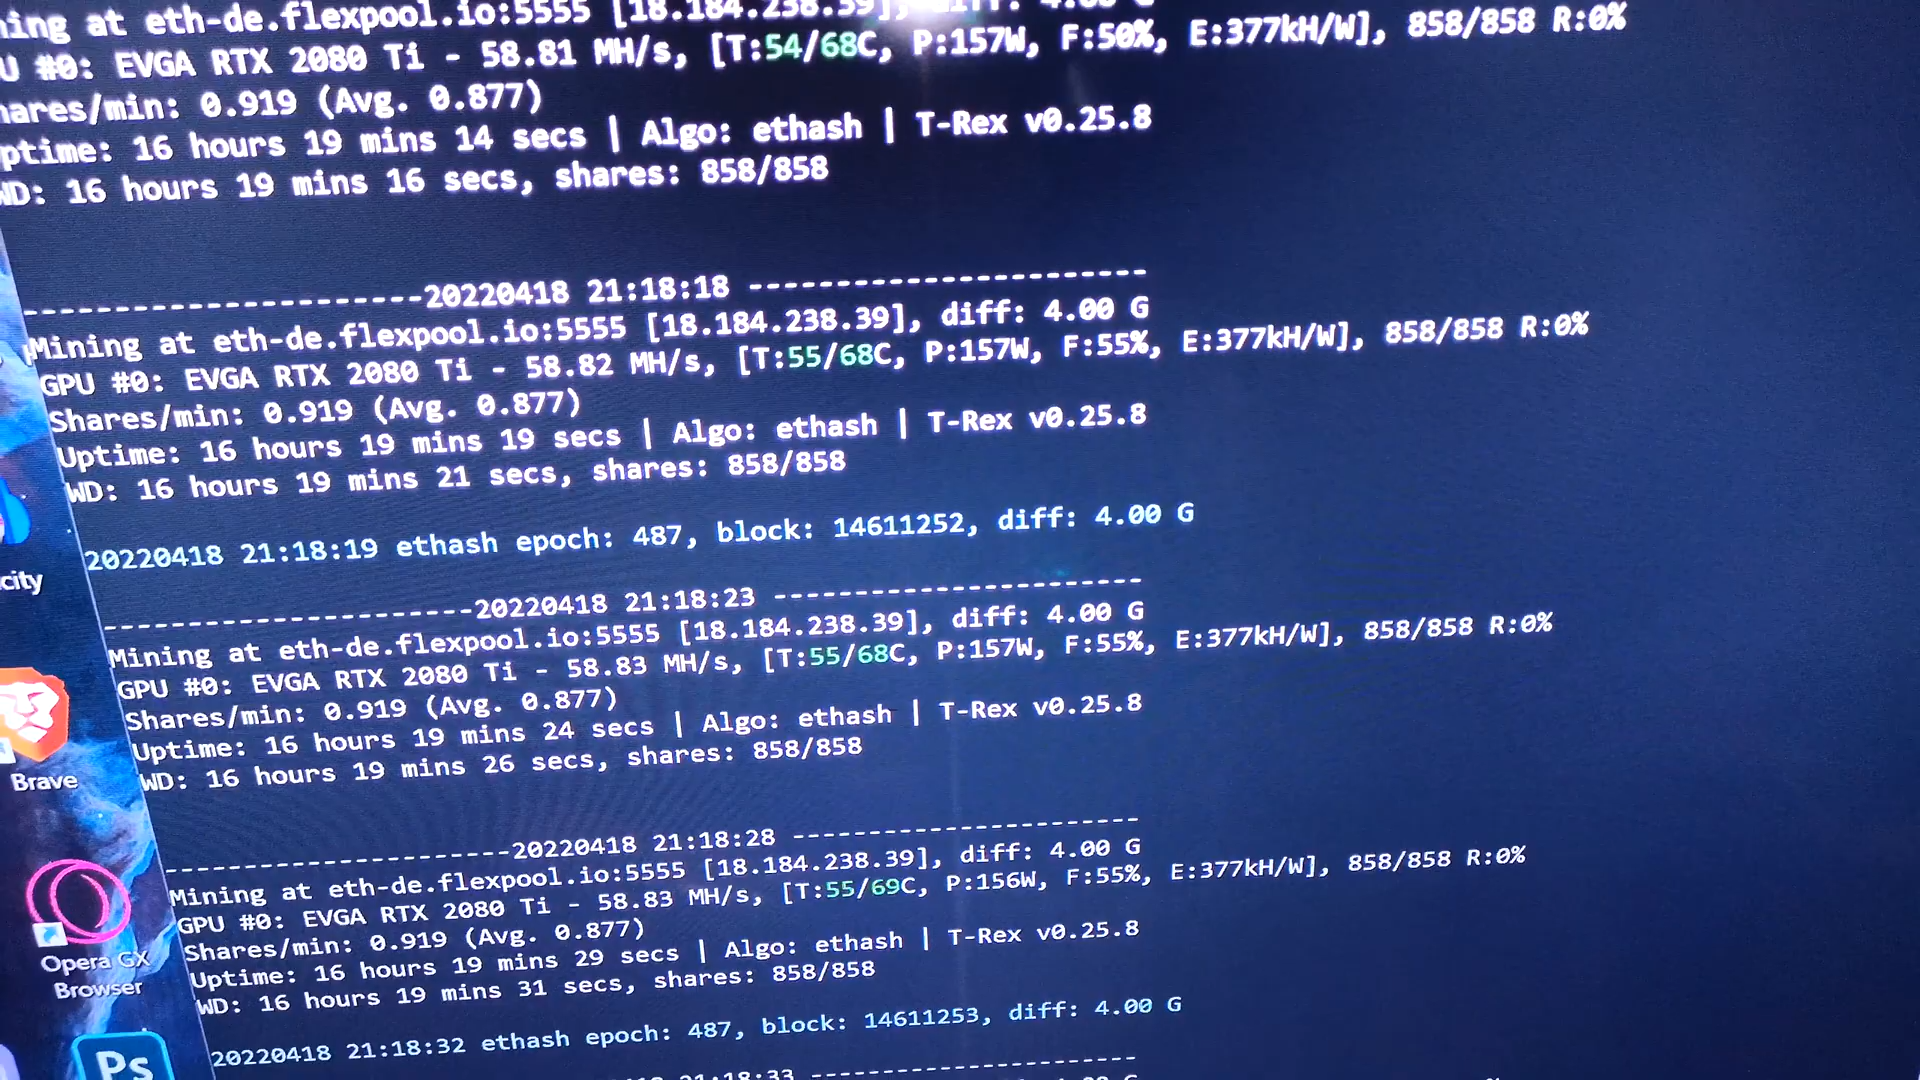 ning at eth-de.flexpool.io:5555 [18.184.238.39], diff: 4.00 G
U #0: EVGA RTX 2080 Ti - 58.81 MH/s, [T:54/68C, P:157W, F:50%, E:377kH/W], 858/858 R:0%
hares/min: 0.919 (Avg. 0.877)
ptime: 16 hours 19 mins 14 secs | Algo: ethash | T-Rex v0.25.8
WD: 16 hours 19 mins 16 secs, shares: 858/858
----------------------20220418 21:18:18 ----------------------
Mining at eth-de.flexpool.io:5555 [18.184.238.39], diff: 4.00 G
GPU #0: EVGA RTX 2080 Ti - 58.82 MH/s, [T:55/68C, P:157W, F:55%, E:377kH/W], 858/858 R:0%
Shares/min: 0.919 (Avg. 0.877)
Uptime: 16 hours 19 mins 19 secs | Algo: ethash | T-Rex v0.25.8
WD: 16 hours 19 mins 21 secs, shares: 858/858
20220418 21:18:19 ethash epoch: 487, block: 14611252, diff: 4.00 G
----------------------20220418 21:18:23 ----------------------
Mining at eth-de.flexpool.io:5555 [18.184.238.39], diff: 4.00 G
GPU #0: EVGA RTX 2080 Ti - 58.83 MH/s, [T:55/68C, P:157W, F:55%, E:377kH/W], 858/858 R:0%
Shares/min: 0.919 (Avg. 0.877)
Uptime: 16 hours 19 mins 24 secs | Algo: ethash | T-Rex v0.25.8
WD: 16 hours 19 mins 26 secs, shares: 858/858
----------------------20220418 21:18:28 ----------------------
Mining at eth-de.flexpool.io:5555 [18.184.238.39], diff: 4.00 G
GPU #0: EVGA RTX 2080 Ti - 58.83 MH/s, [T:55/69C, P:156W, F:55%, E:377kH/W], 858/858 R:0%
Shares/min: 0.919 (Avg. 0.877)
Uptime: 16 hours 19 mins 29 secs | Algo: ethash | T-Rex v0.25.8
WD: 16 hours 19 mins 31 secs, shares: 858/858
20220418 21:18:32 ethash epoch: 487, block: 14611253, diff: 4.00 G
21:18:33 ----------------------
city
Brave
Opera GX
Browser
Ps